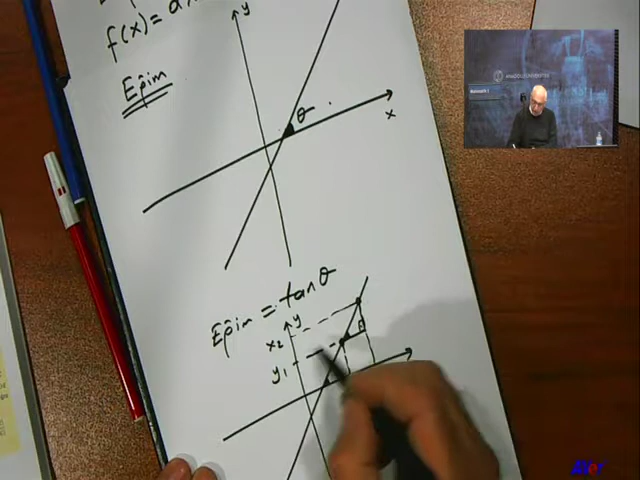 f(x) = a
y
Epim
θ
x
Epim = tanθ
y
x2
y1